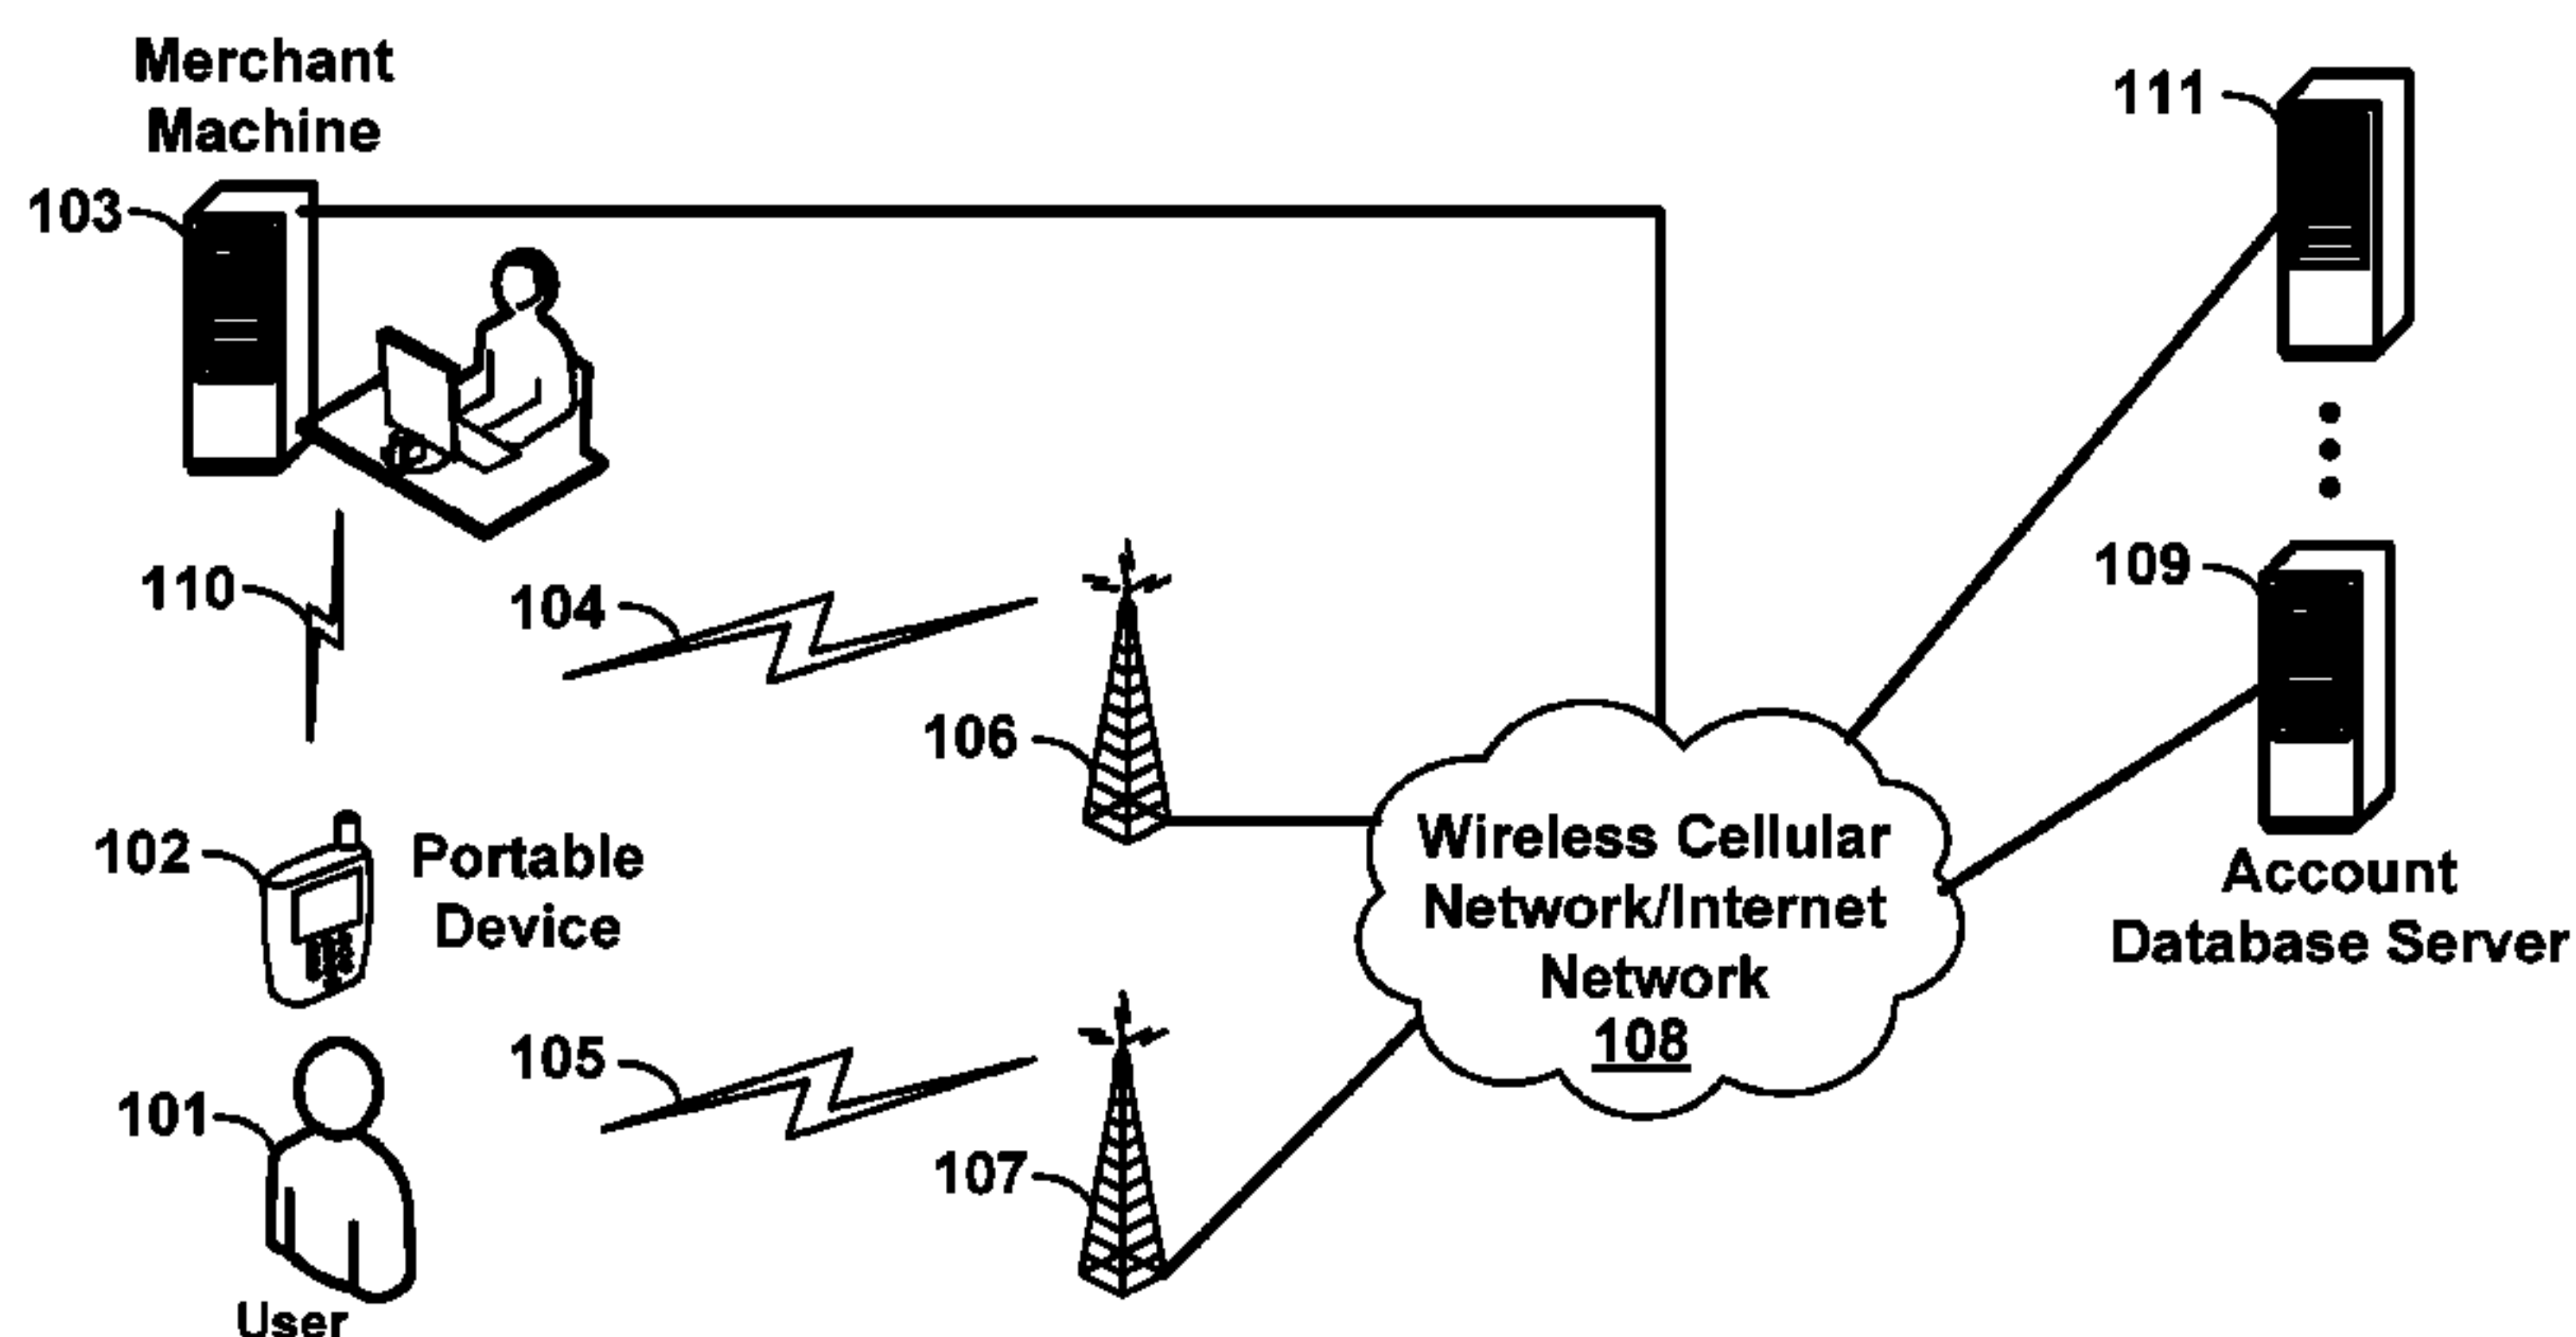 Merchant
Machine
103
111
110
104
109
106
102
Portable
Device
Wireless Cellular
Network/Internet
Network
108
Account
Database Server
105
101
107
User